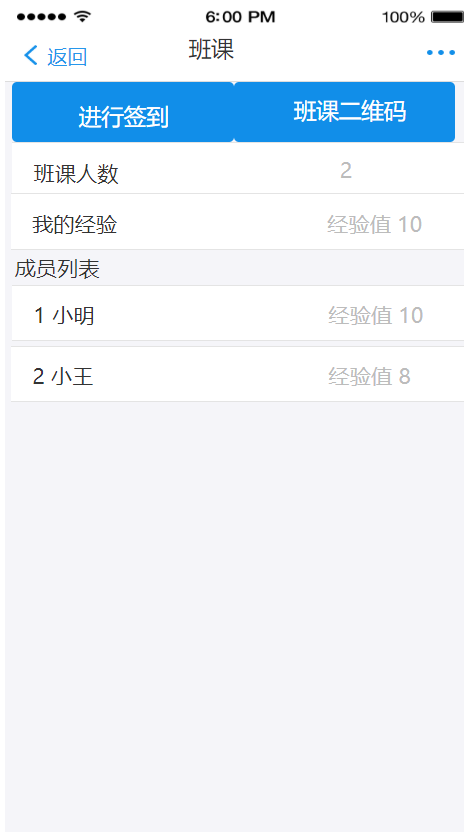 6:00 PM 100%
返回 班课
进行签到 班课二维码
班课人数 2
我的经验 经验值 10
成员列表
1 小明 经验值 10
2 小王 经验值 8